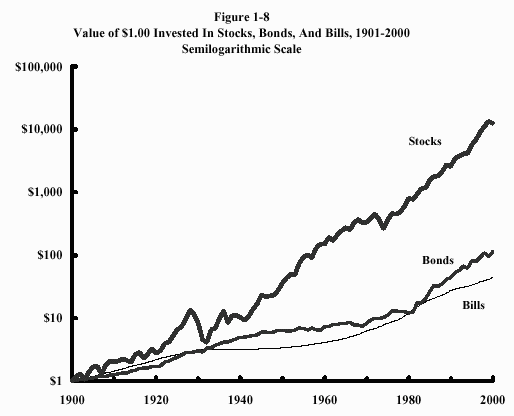 Figure 1-8
Value of $1.00 Invested In Stocks, Bonds, And Bills, 1901-2000
Semilogarithmic Scale
$100,000
$10,000
Stocks
$1,000
$100
Bonds
Bills
$10
$1
1900 1920 1940 1960 1980 2000